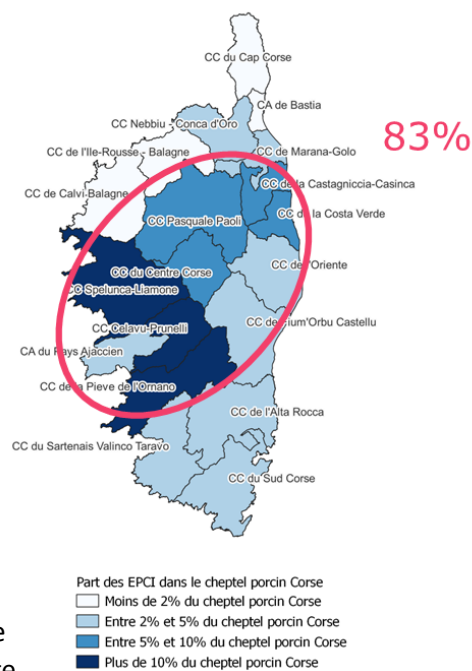 CC du Cap Corse
CA de Bastia
CC Nebbiu - Conca d'Oro
83%
CC de l'Ile-Rousse - Balagne
CC de Marana-Golo
CC de la Castagniccia-Casinca
CC de Calvi Balagne
CC de la Costa Verde
CC Pasquale Paoli
CC de l'Oriente
CC du Centre Corse
CC Spelunca-Liamone
CC de Fium'Orbu Castellu
CC Celavu-Prunelli
CA du Pays Ajaccien
CC de la Pieve de l'Ornano
CC de l'Alta Rocca
CC du Sartenais Valinco Taravo
CC du Sud Corse
Part des EPCI dans le cheptel porcin Corse
Moins de 2% du cheptel porcin Corse
Entre 2% et 5% du cheptel porcin Corse
Entre 5% et 10% du cheptel porcin Corse
Plus de 10% du cheptel porcin Corse